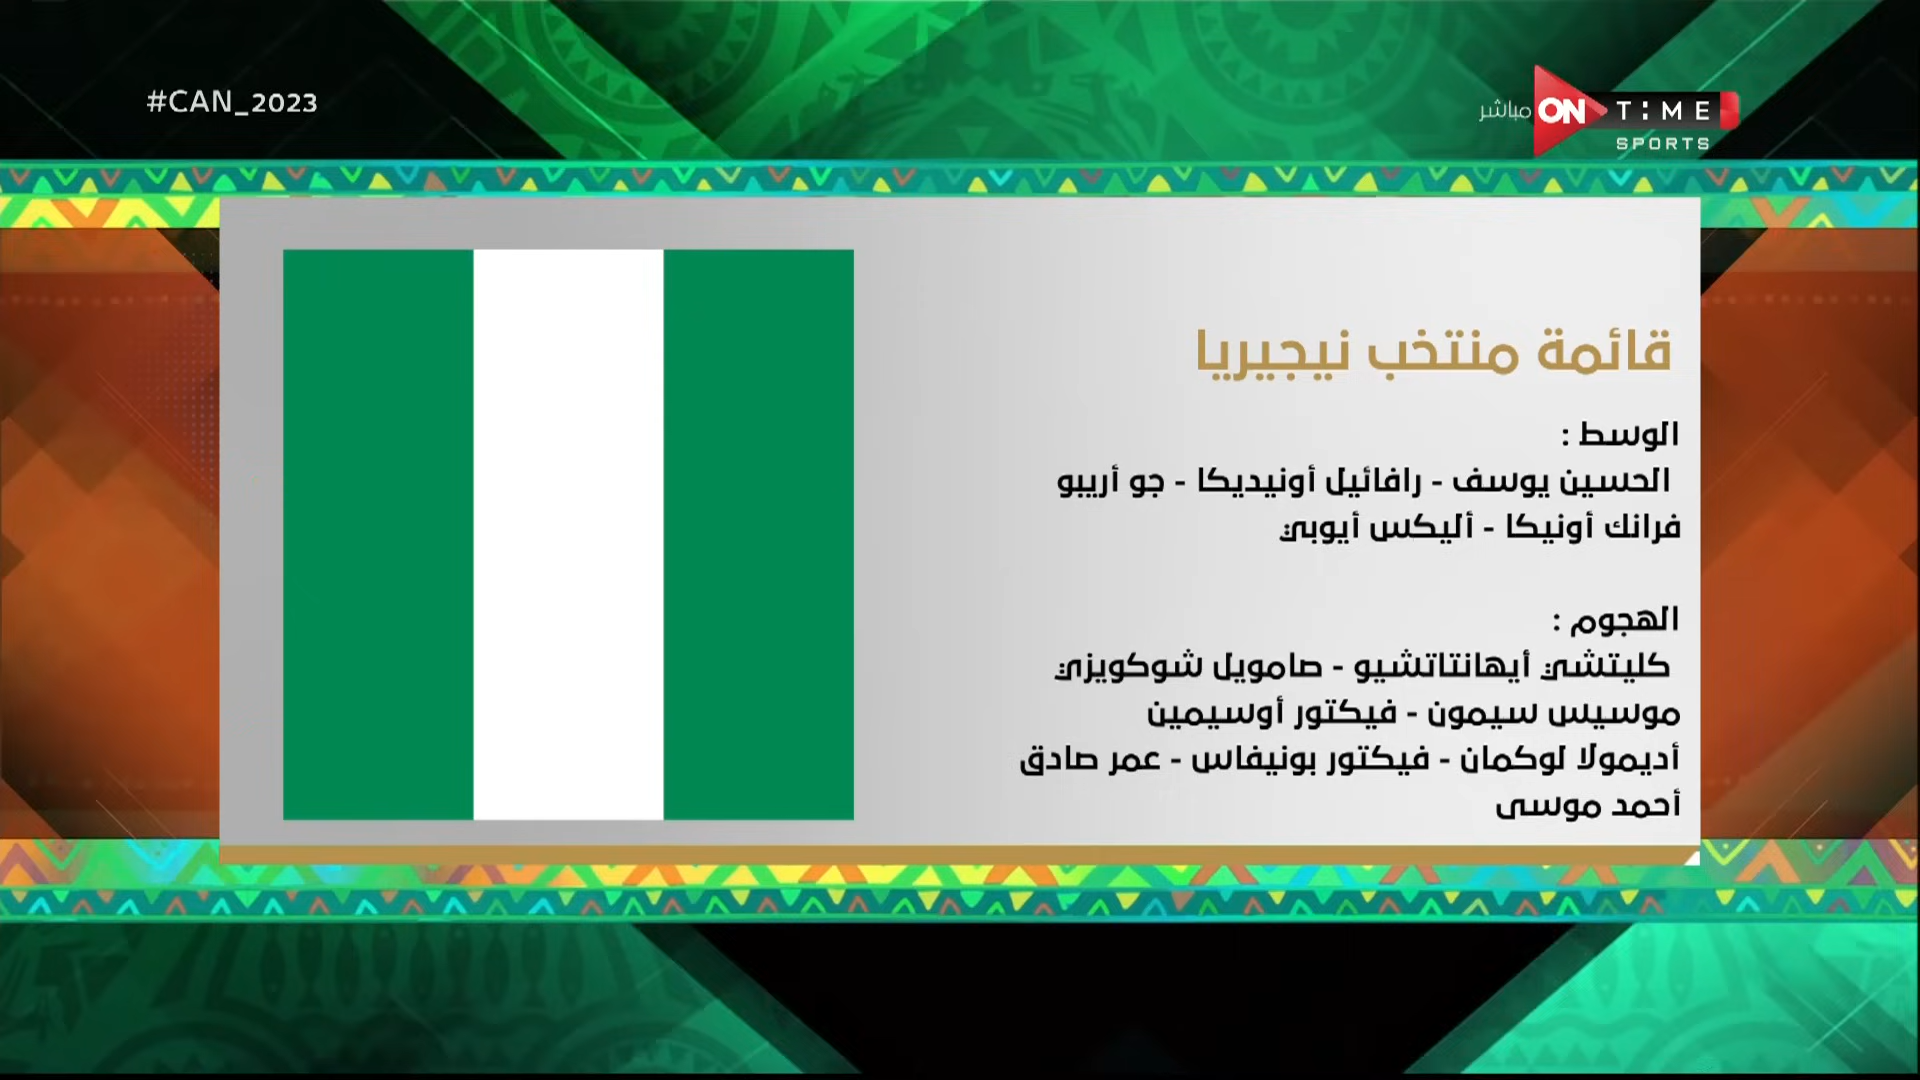 #CAN_2023
مباشر ON TIME
SPORTS
قائمة منتخب نيجيريا
الوسط :
الحسين يوسف - رافائيل أونيديكا - جو أريبو
فرانك أونيكا - أليكس أيوبي
الهجوم :
كليتشي أيهانتاتشيو - صامويل شوكويزي
موسيس سيمون - فيكتور أوسيمين
أديمولا لوكمان - فيكتور بونيفاس - عمر صادق
أحمد موسى